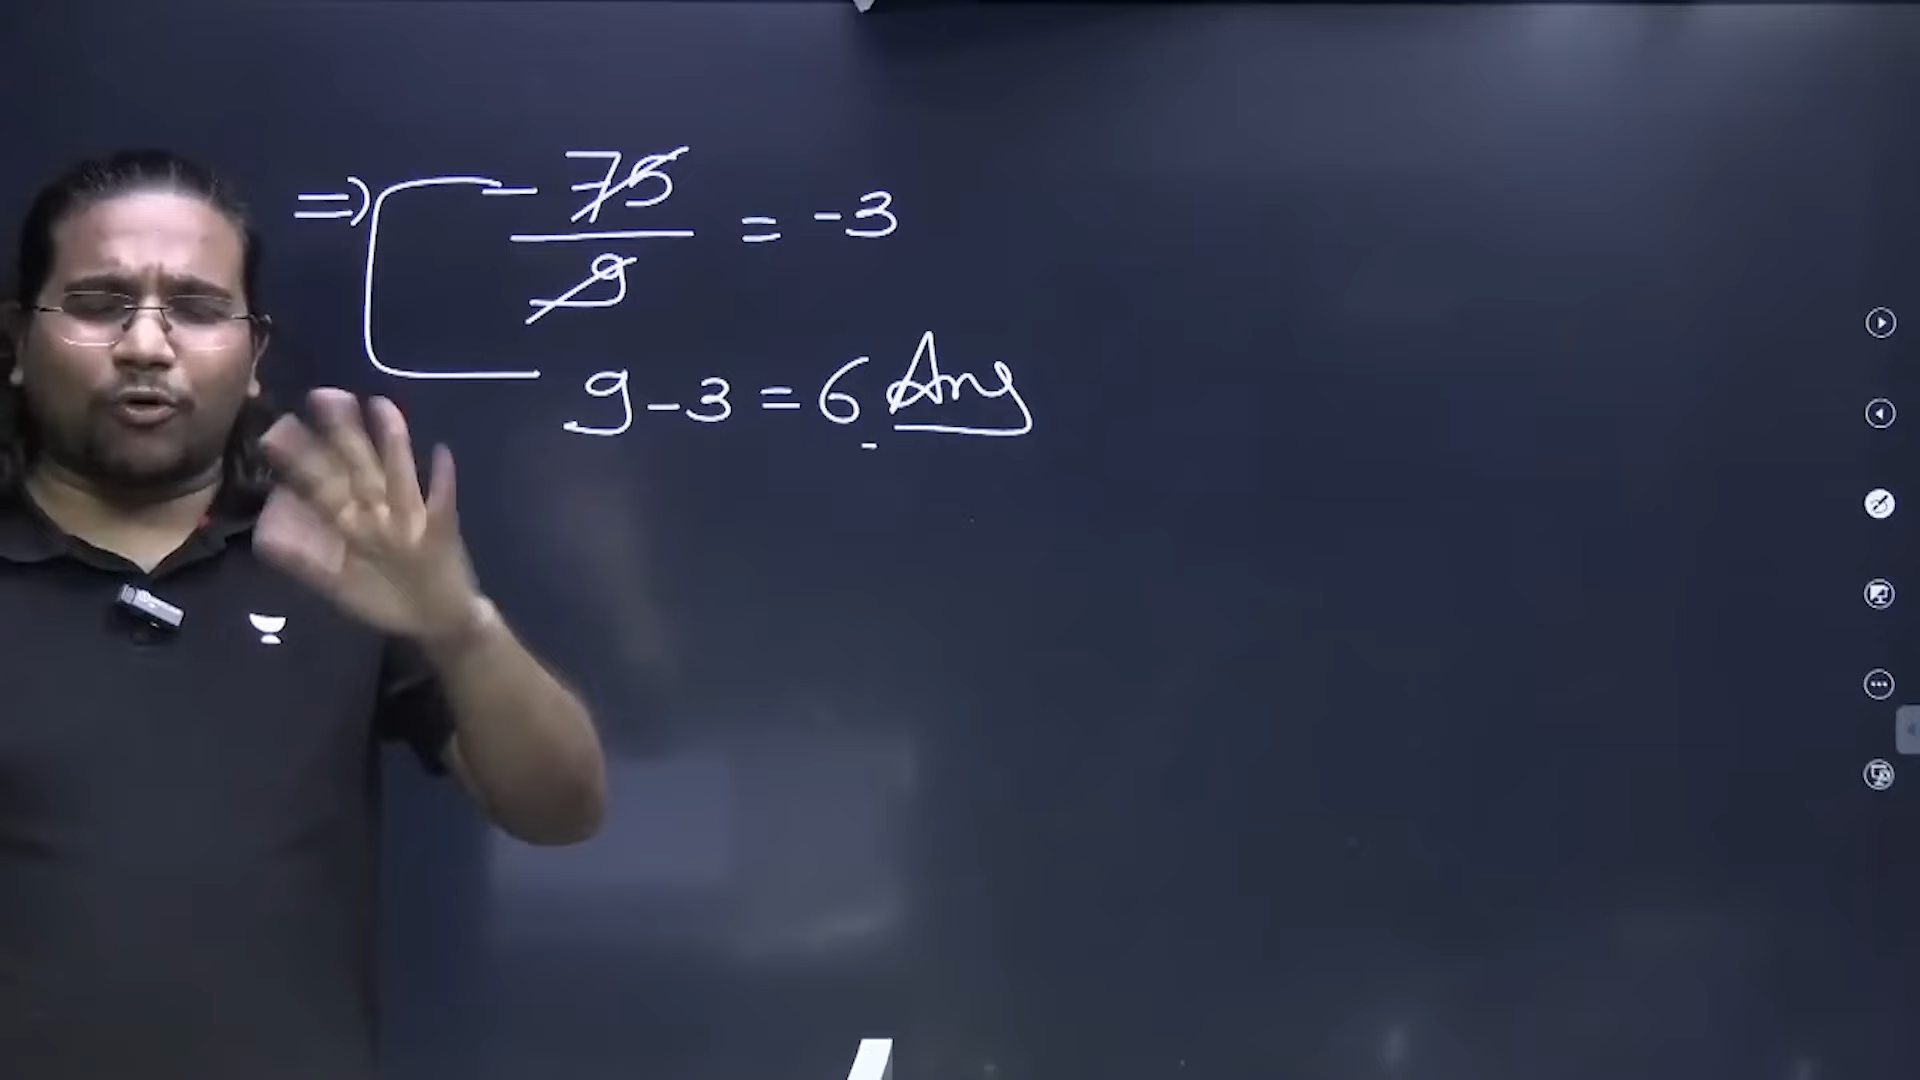 ⇒ - 75/9 = -3
9 - 3 = 6 Ans